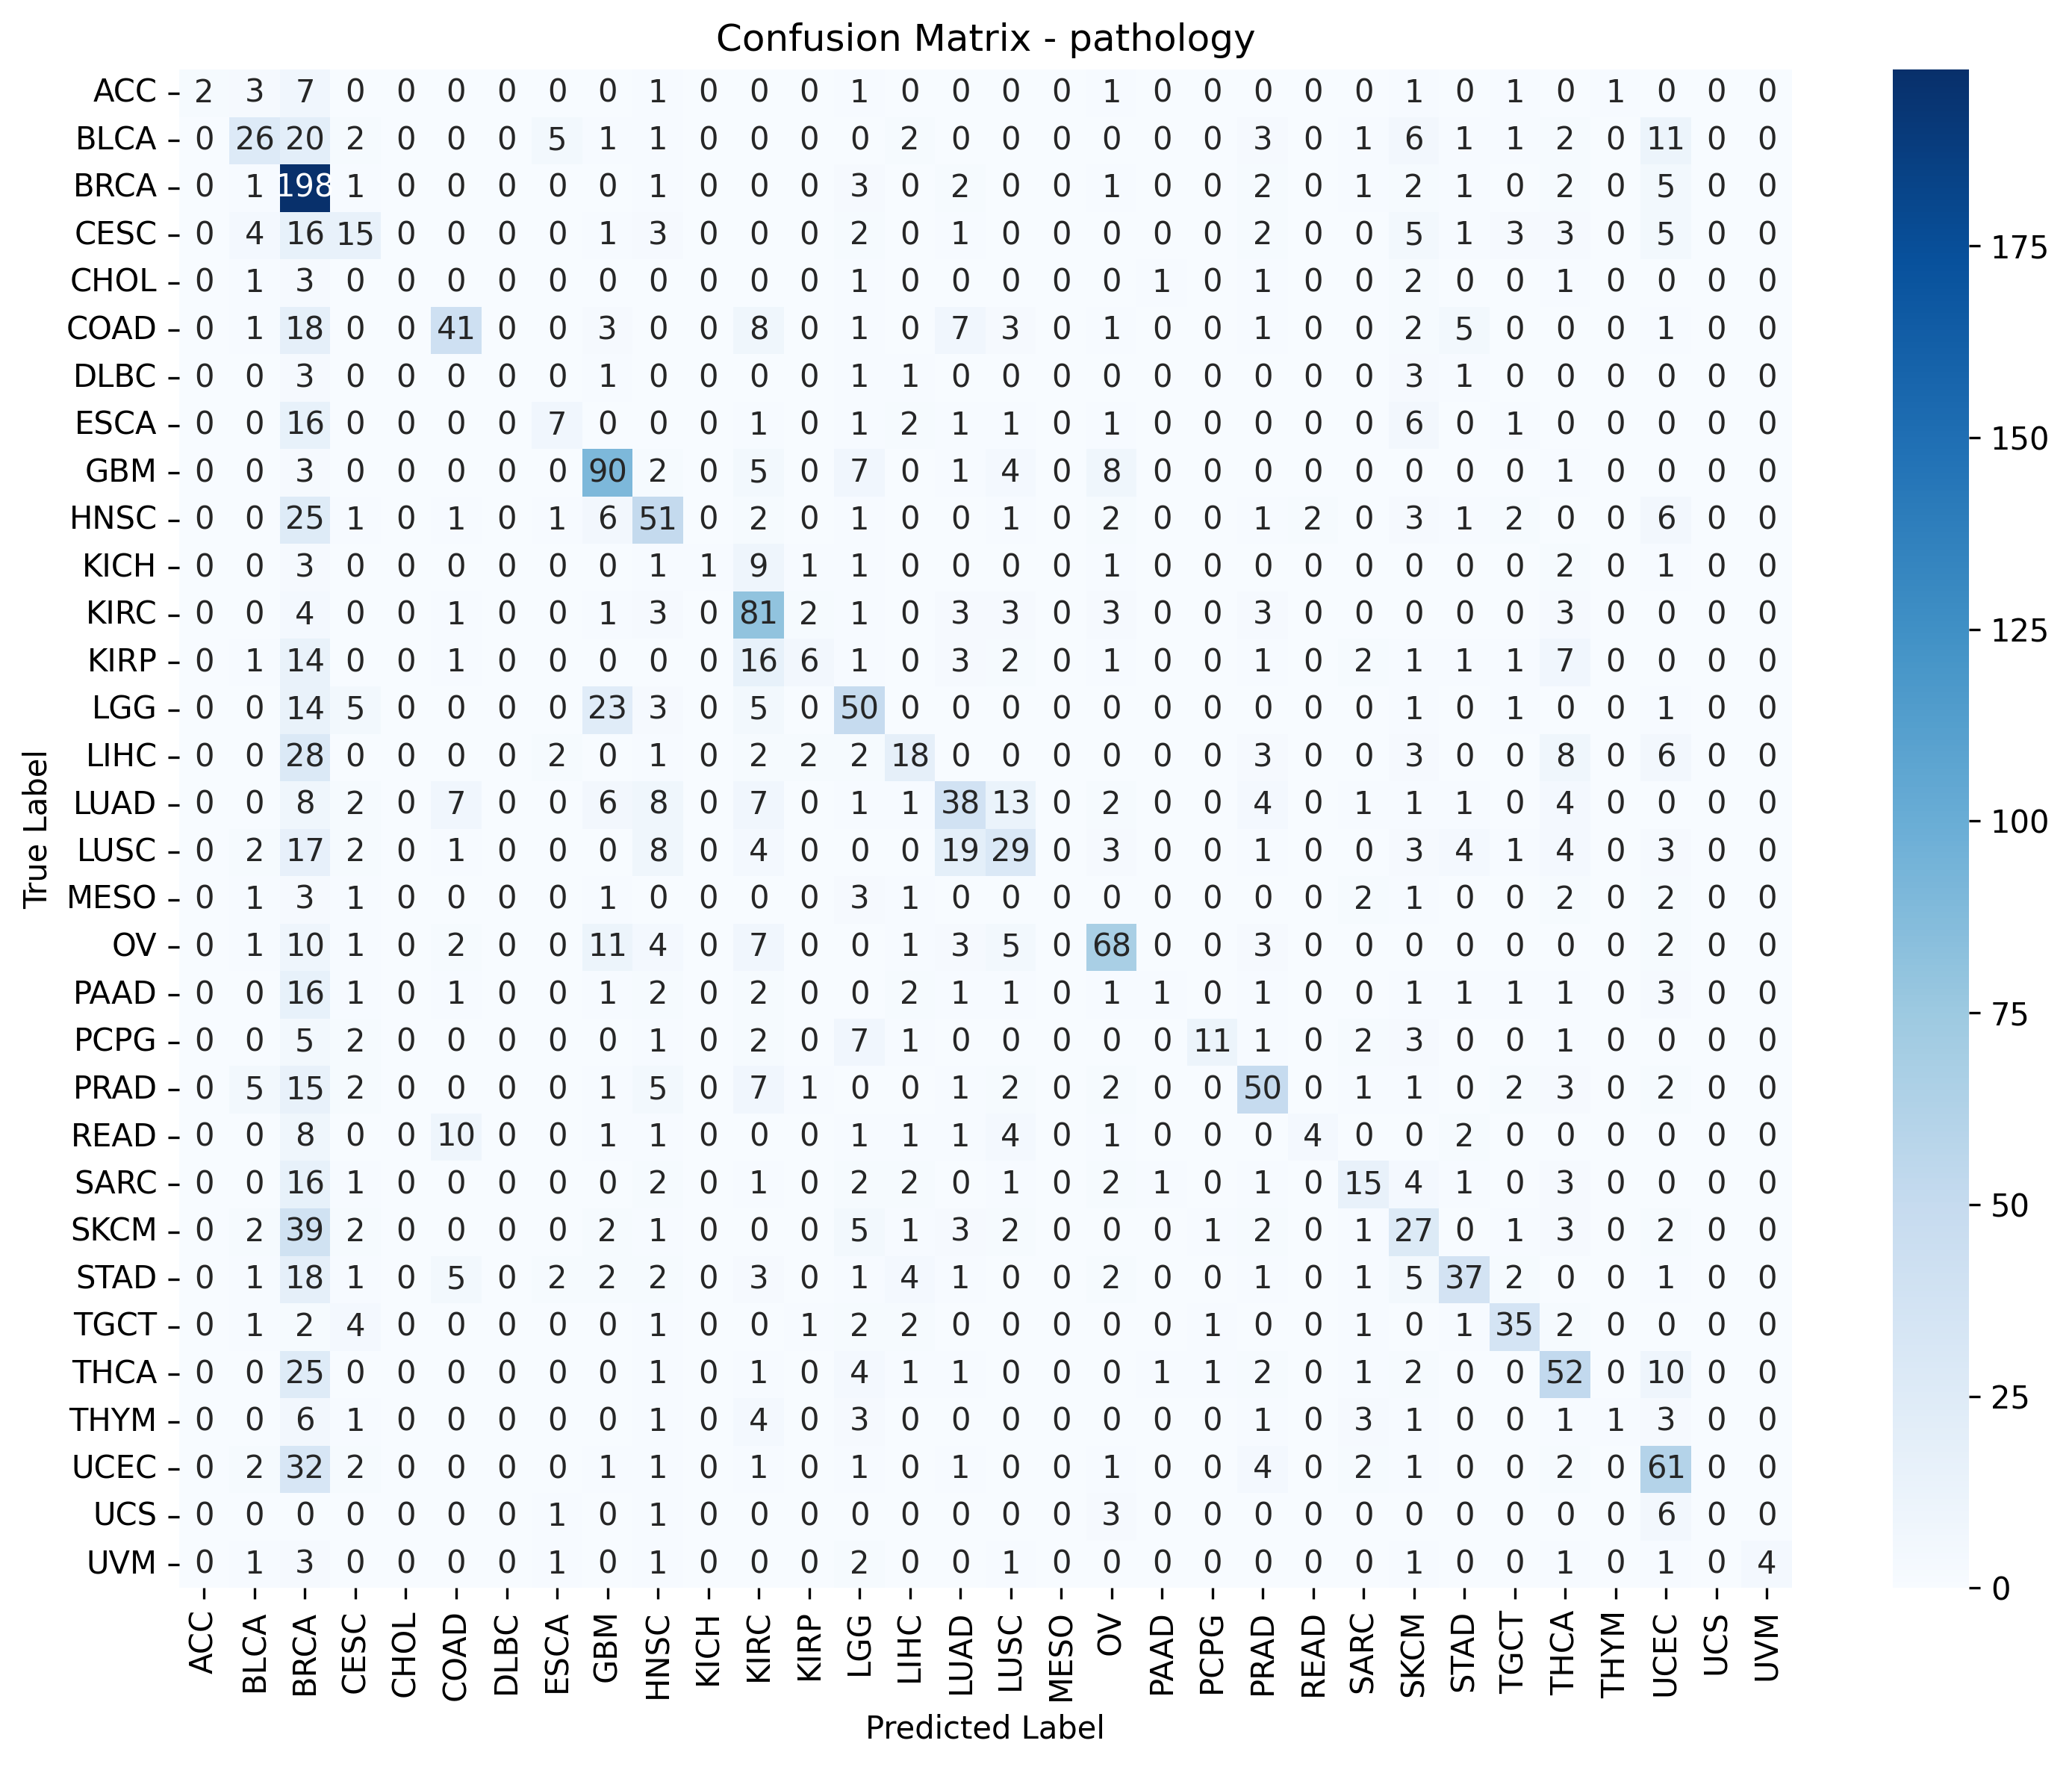 Confusion Matrix - pathology
True Label
ACC 2 3 7 0 0 0 0 0 0 1 0 0 0 1 0 0 0 0 1 0 0 0 0 0 1 0 1 0 1 0 0 0
BLCA 0 26 20 2 0 0 0 5 1 1 0 0 0 0 2 0 0 0 0 0 0 3 0 1 6 1 1 2 0 11 0 0
BRCA 0 1 198 1 0 0 0 0 0 1 0 0 0 3 0 2 0 0 1 0 0 2 0 1 2 1 0 2 0 5 0 0
CESC 0 4 16 15 0 0 0 0 1 3 0 0 0 2 0 1 0 0 0 0 0 2 0 0 5 1 3 3 0 5 0 0
CHOL 0 1 3 0 0 0 0 0 0 0 0 0 0 1 0 0 0 0 0 1 0 1 0 0 2 0 0 1 0 0 0 0
COAD 0 1 18 0 0 41 0 0 3 0 0 8 0 1 0 7 3 0 1 0 0 1 0 0 2 5 0 0 0 1 0 0
DLBC 0 0 3 0 0 0 0 0 1 0 0 0 0 1 1 0 0 0 0 0 0 0 0 0 3 1 0 0 0 0 0 0
ESCA 0 0 16 0 0 0 0 7 0 0 0 1 0 1 2 1 1 0 1 0 0 0 0 0 6 0 1 0 0 0 0 0
GBM 0 0 3 0 0 0 0 0 90 2 0 5 0 7 0 1 4 0 8 0 0 0 0 0 0 0 0 1 0 0 0 0
HNSC 0 0 25 1 0 1 0 1 6 51 0 2 0 1 0 0 1 0 2 0 0 1 2 0 3 1 2 0 0 6 0 0
KICH 0 0 3 0 0 0 0 0 0 1 1 9 1 1 0 0 0 0 1 0 0 0 0 0 0 0 0 2 0 1 0 0
KIRC 0 0 4 0 0 1 0 0 1 3 0 81 2 1 0 3 3 0 3 0 0 3 0 0 0 0 0 3 0 0 0 0
KIRP 0 1 14 0 0 1 0 0 0 0 0 16 6 1 0 3 2 0 1 0 0 1 0 2 1 1 1 7 0 0 0 0
LGG 0 0 14 5 0 0 0 0 23 3 0 5 0 50 0 0 0 0 0 0 0 0 0 0 1 0 1 0 0 1 0 0
LIHC 0 0 28 0 0 0 0 2 0 1 0 2 2 2 18 0 0 0 0 0 0 3 0 0 3 0 0 8 0 6 0 0
LUAD 0 0 8 2 0 7 0 0 6 8 0 7 0 1 1 38 13 0 2 0 0 4 0 1 1 1 0 4 0 0 0 0
LUSC 0 2 17 2 0 1 0 0 0 8 0 4 0 0 0 19 29 0 3 0 0 1 0 0 3 4 1 4 0 3 0 0
MESO 0 1 3 1 0 0 0 0 1 0 0 0 0 3 1 0 0 0 0 0 0 0 0 2 1 0 0 2 0 2 0 0
OV 0 1 10 1 0 2 0 0 11 4 0 7 0 0 1 3 5 0 68 0 0 3 0 0 0 0 0 0 0 2 0 0
PAAD 0 0 16 1 0 1 0 0 1 2 0 2 0 0 2 1 1 0 1 1 0 1 0 0 1 1 1 1 0 3 0 0
PCPG 0 0 5 2 0 0 0 0 0 1 0 2 0 7 1 0 0 0 0 0 11 1 0 2 3 0 0 1 0 0 0 0
PRAD 0 5 15 2 0 0 0 0 1 5 0 7 1 0 0 1 2 0 2 0 0 50 0 1 1 0 2 3 0 2 0 0
READ 0 0 8 0 0 10 0 0 1 1 0 0 0 1 1 1 4 0 1 0 0 0 4 0 0 2 0 0 0 0 0 0
SARC 0 0 16 1 0 0 0 0 0 2 0 1 0 2 2 0 1 0 2 1 0 1 0 15 4 1 0 3 0 0 0 0
SKCM 0 2 39 2 0 0 0 0 2 1 0 0 0 5 1 3 2 0 0 0 1 2 0 1 27 0 1 3 0 2 0 0
STAD 0 1 18 1 0 5 0 2 2 2 0 3 0 1 4 1 0 0 2 0 0 1 0 1 5 37 2 0 0 1 0 0
TGCT 0 1 2 4 0 0 0 0 0 1 0 0 1 2 2 0 0 0 0 0 1 0 0 1 0 1 35 2 0 0 0 0
THCA 0 0 25 0 0 0 0 0 0 1 0 1 0 4 1 1 0 0 0 1 1 2 0 1 2 0 0 52 0 10 0 0
THYM 0 0 6 1 0 0 0 0 0 1 0 4 0 3 0 0 0 0 0 0 0 1 0 3 1 0 0 1 1 3 0 0
UCEC 0 2 32 2 0 0 0 0 1 1 0 1 0 1 0 1 0 0 1 0 0 4 0 2 1 0 0 2 0 61 0 0
UCS 0 0 0 0 0 0 0 1 0 1 0 0 0 0 0 0 0 0 3 0 0 0 0 0 0 0 0 0 0 6 0 0
UVM 0 1 3 0 0 0 0 1 0 1 0 0 0 2 0 0 1 0 0 0 0 0 0 0 1 0 0 1 0 1 0 4
ACC BLCA BRCA CESC CHOL COAD DLBC ESCA GBM HNSC KICH KIRC KIRP LGG LIHC LUAD LUSC MESO OV PAAD PCPG PRAD READ SARC SKCM STAD TGCT THCA THYM UCEC UCS UVM
Predicted Label
175
150
125
100
75
50
25
0